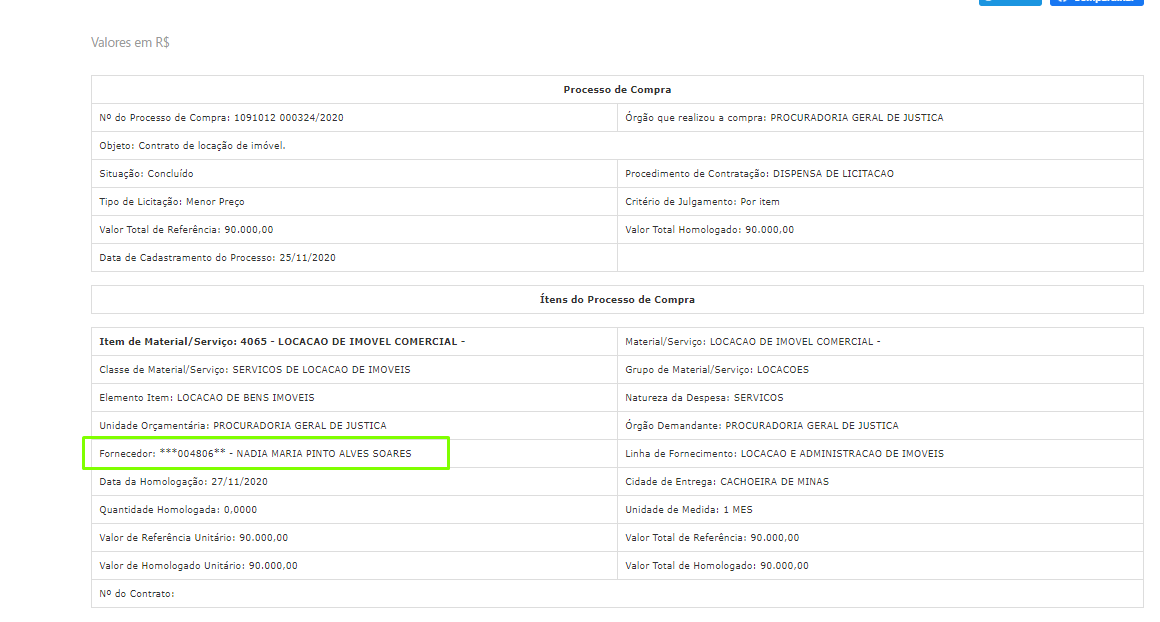 Valores em R$
Processo de Compra
Nº do Processo de Compra: 1091012 000324/2020
Órgão que realizou a compra: PROCURADORIA GERAL DE JUSTICA
Objeto: Contrato de locação de imóvel.
Situação: Concluído
Procedimento de Contratação: DISPENSA DE LICITACAO
Tipo de Licitação: Menor Preço
Critério de Julgamento: Por item
Valor Total de Referência: 90.000,00
Valor Total Homologado: 90.000,00
Data de Cadastramento do Processo: 25/11/2020
Ítens do Processo de Compra
Item de Material/Serviço: 4065 - LOCACAO DE IMOVEL COMERCIAL -
Material/Serviço: LOCACAO DE IMOVEL COMERCIAL -
Classe de Material/Serviço: SERVICOS DE LOCACAO DE IMOVEIS
Grupo de Material/Serviço: LOCACOES
Elemento Item: LOCACAO DE BENS IMOVEIS
Natureza da Despesa: SERVICOS
Unidade Orçamentária: PROCURADORIA GERAL DE JUSTICA
Órgão Demandante: PROCURADORIA GERAL DE JUSTICA
Fornecedor: ***004806** - NADIA MARIA PINTO ALVES SOARES
Linha de Fornecimento: LOCACAO E ADMINISTRACAO DE IMOVEIS
Data da Homologação: 27/11/2020
Cidade de Entrega: CACHOEIRA DE MINAS
Quantidade Homologada: 0,0000
Unidade de Medida: 1 MES
Valor de Referência Unitário: 90.000,00
Valor Total de Referência: 90.000,00
Valor de Homologado Unitário: 90.000,00
Valor Total de Homologado: 90.000,00
Nº do Contrato: